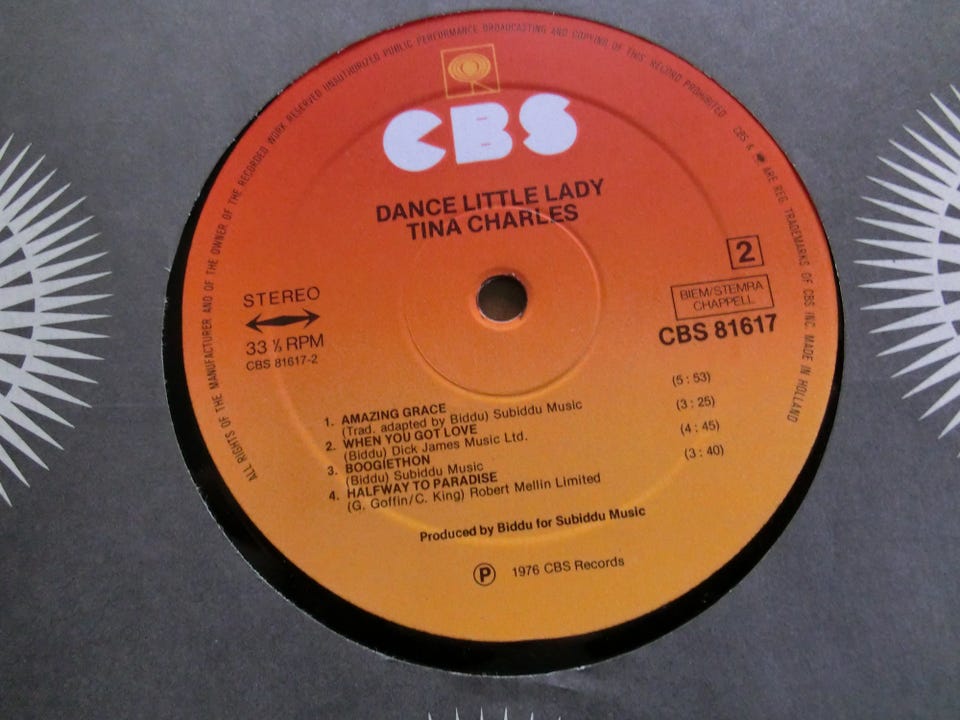 ALL RIGHTS OF THE MANUFACTURER AND OF THE OWNER OF THE RECORDED WORK RESERVED UNAUTHORIZED PUBLIC PERFORMANCE BROADCASTING AND COPYING OF THIS RECORD PROHIBITED
CBS & ARE REG. TRADEMARKS OF CBS INC. MADE IN HOLLAND
CBS
DANCE LITTLE LADY
TINA CHARLES
2
STEREO
BIEM/STEMRA
CHAPPELL
33 ⅓ RPM
CBS 81617
CBS 81617-2
1. AMAZING GRACE (5:53)
(Trad. adapted by Biddu) Subiddu Music
2. WHEN YOU GOT LOVE (3:25)
(Biddu) Dick James Music Ltd.
3. BOOGIETHON (4:45)
(Biddu) Subiddu Music
4. HALFWAY TO PARADISE (3:40)
(G. Goffin/C. King) Robert Mellin Limited
Produced by Biddu for Subiddu Music
Ⓟ 1976 CBS Records